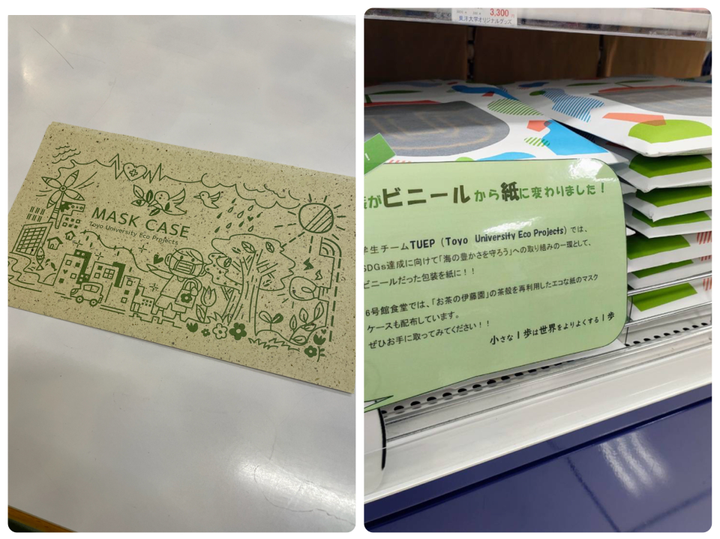 MASK CASE
Toyo University Eco Projects
3,300
東洋大学オリジナルグッズ
がビニールから紙に変わりました!
学生チームTUEP(Toyo University Eco Projects)では、
SDGs達成に向けて「海の豊かさを守ろう」への取り組みの一環として、
ビニールだった包装を紙に!!
6号館食堂では、「お茶の伊藤園」の茶殻を再利用したエコな紙のマスク
ケースも配布しています。
ぜひお手に取ってみてください!!
小さな1歩は世界をよりよくする1歩